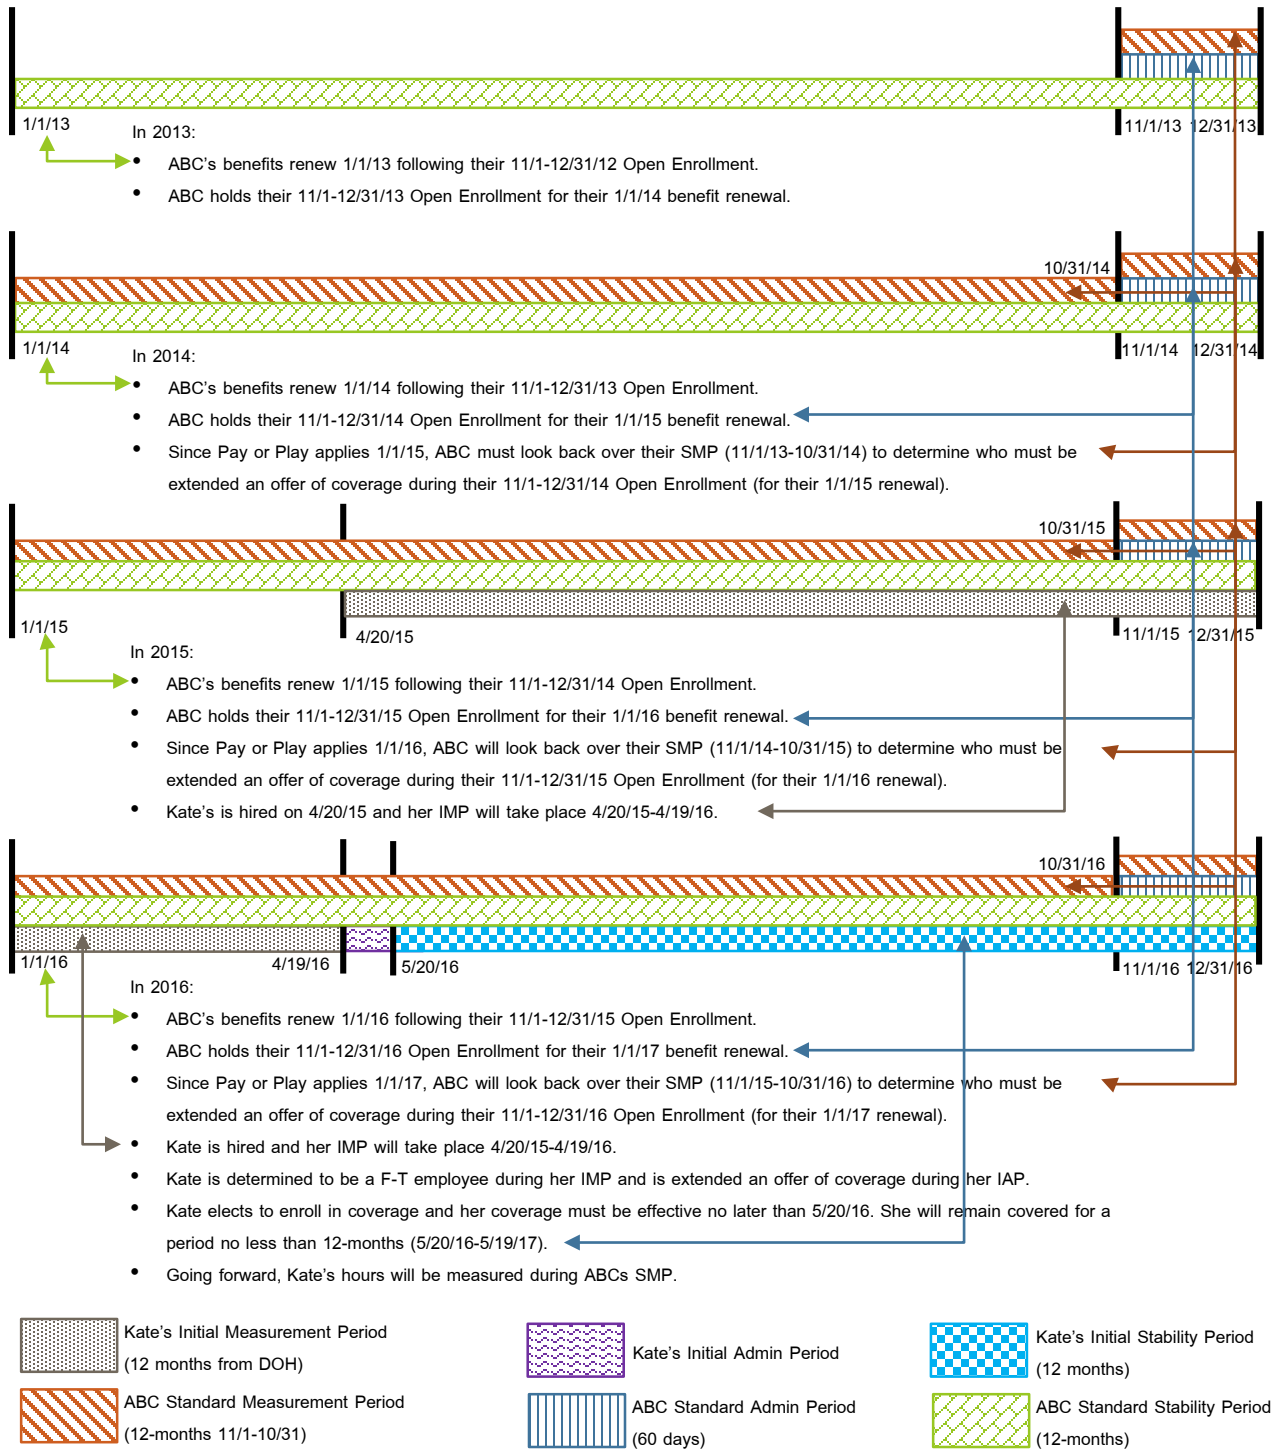 1/1/13
11/1/13
12/31/13
In 2013:
• ABC's benefits renew 1/1/13 following their 11/1-12/31/12 Open Enrollment.
• ABC holds their 11/1-12/31/13 Open Enrollment for their 1/1/14 benefit renewal.
10/31/14
1/1/14
11/1/14
12/31/14
In 2014:
• ABC's benefits renew 1/1/14 following their 11/1-12/31/13 Open Enrollment.
• ABC holds their 11/1-12/31/14 Open Enrollment for their 1/1/15 benefit renewal.
• Since Pay or Play applies 1/1/15, ABC must look back over their SMP (11/1/13-10/31/14) to determine who must be
extended an offer of coverage during their 11/1-12/31/14 Open Enrollment (for their 1/1/15 renewal).
10/31/15
1/1/15
4/20/15
11/1/15
12/31/15
In 2015:
• ABC's benefits renew 1/1/15 following their 11/1-12/31/14 Open Enrollment.
• ABC holds their 11/1-12/31/15 Open Enrollment for their 1/1/16 benefit renewal.
• Since Pay or Play applies 1/1/16, ABC will look back over their SMP (11/1/14-10/31/15) to determine who must be
extended an offer of coverage during their 11/1-12/31/15 Open Enrollment (for their 1/1/16 renewal).
• Kate's is hired on 4/20/15 and her IMP will take place 4/20/15-4/19/16.
10/31/16
1/1/16
4/19/16
5/20/16
11/1/16
12/31/16
In 2016:
• ABC's benefits renew 1/1/16 following their 11/1-12/31/15 Open Enrollment.
• ABC holds their 11/1-12/31/16 Open Enrollment for their 1/1/17 benefit renewal.
• Since Pay or Play applies 1/1/17, ABC will look back over their SMP (11/1/15-10/31/16) to determine who must be
extended an offer of coverage during their 11/1-12/31/16 Open Enrollment (for their 1/1/17 renewal).
• Kate is hired and her IMP will take place 4/20/15-4/19/16.
• Kate is determined to be a F-T employee during her IMP and is extended an offer of coverage during her IAP.
• Kate elects to enroll in coverage and her coverage must be effective no later than 5/20/16. She will remain covered for a
period no less than 12-months (5/20/16-5/19/17).
• Going forward, Kate's hours will be measured during ABCs SMP.
Kate's Initial Measurement Period
(12 months from DOH)
Kate's Initial Admin Period
Kate's Initial Stability Period
(12 months)
ABC Standard Measurement Period
(12-months 11/1-10/31)
ABC Standard Admin Period
(60 days)
ABC Standard Stability Period
(12-months)